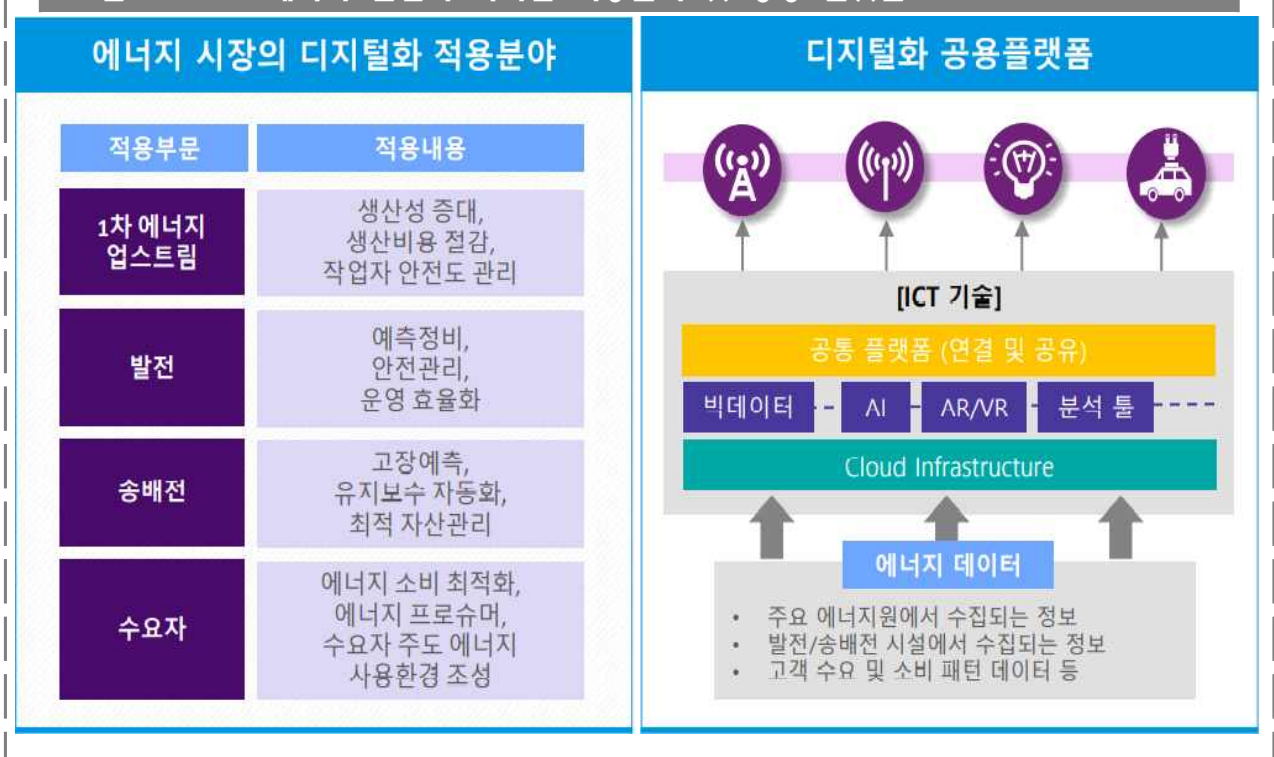 에너지 시장의 디지털화 적용분야
적용부문
적용내용
1차 에너지
업스트림
생산성 증대,
생산비용 절감,
작업자 안전도 관리
발전
예측정비,
안전관리,
운영 효율화
송배전
고장예측,
유지보수 자동화,
최적 자산관리
수요자
에너지 소비 최적화,
에너지 프로슈머,
수요자 주도 에너지
사용환경 조성
디지털화 공용플랫폼
[ICT 기술]
공통 플랫폼 (연결 및 공유)
빅데이터
AI
AR/VR
분석 툴
Cloud Infrastructure
에너지 데이터
• 주요 에너지원에서 수집되는 정보
• 발전/송배전 시설에서 수집되는 정보
• 고객 수요 및 소비 패턴 데이터 등